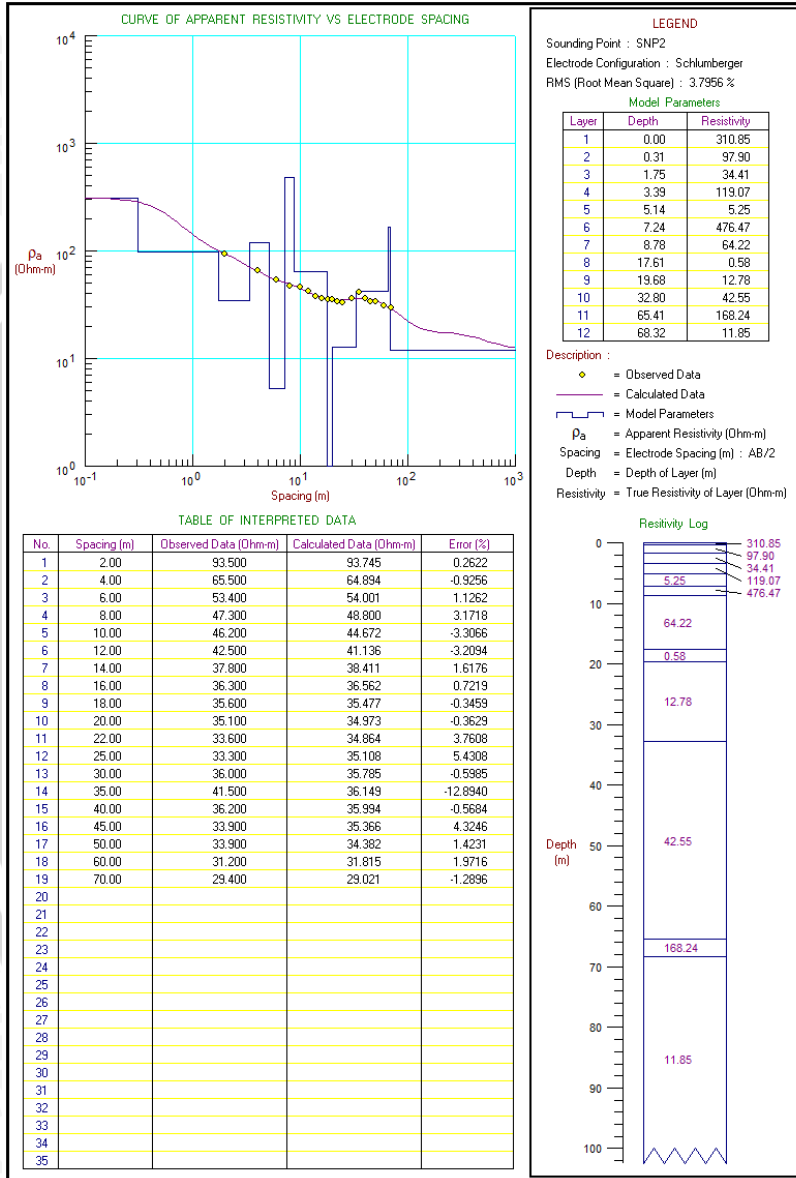 CURVE OF APPARENT RESISTIVITY VS ELECTRODE SPACING
10^4
10^3
10^2
10^1
10^0
ρa
(Ohm-m)
10^-1 10^0 10^1 10^2 10^3
Spacing (m)
TABLE OF INTERPRETED DATA
No. Spacing (m) Observed Data (Ohm-m) Calculated Data (Ohm-m) Error (%)
1 2.00 93.500 93.745 0.2622
2 4.00 65.500 64.894 -0.9256
3 6.00 53.400 54.001 1.1262
4 8.00 47.300 48.800 3.1718
5 10.00 46.200 44.672 -3.3066
6 12.00 42.500 41.136 -3.2094
7 14.00 37.800 38.411 1.6176
8 16.00 36.300 36.562 0.7219
9 18.00 35.600 35.477 -0.3459
10 20.00 35.100 34.973 -0.3629
11 22.00 33.600 34.864 3.7608
12 25.00 33.300 35.108 5.4308
13 30.00 36.000 35.785 -0.5985
14 35.00 41.500 36.149 -12.8940
15 40.00 36.200 35.994 -0.5684
16 45.00 33.900 35.366 4.3246
17 50.00 33.900 34.382 1.4231
18 60.00 31.200 31.815 1.9716
19 70.00 29.400 29.021 -1.2896
20
21
22
23
24
25
26
27
28
29
30
31
32
33
34
35
LEGEND
Sounding Point : SNP2
Electrode Configuration : Schlumberger
RMS (Root Mean Square) : 3.7956 %
Model Parameters
Layer Depth Resistivity
1 0.00 310.85
2 0.31 97.90
3 1.75 34.41
4 3.39 119.07
5 5.14 5.25
6 7.24 476.47
7 8.78 64.22
8 17.61 0.58
9 19.68 12.78
10 32.80 42.55
11 65.41 168.24
12 68.32 11.85
Description :
= Observed Data
= Calculated Data
= Model Parameters
ρa = Apparent Resistivity (Ohm-m)
Spacing = Electrode Spacing (m) : AB/2
Depth = Depth of Layer (m)
Resistivity = True Resistivity of Layer (Ohm-m)
Resitivity Log
0
10
20
30
40
50
60
70
80
90
100
Depth
(m)
310.85
97.90
34.41
119.07
5.25
476.47
64.22
0.58
12.78
42.55
168.24
11.85